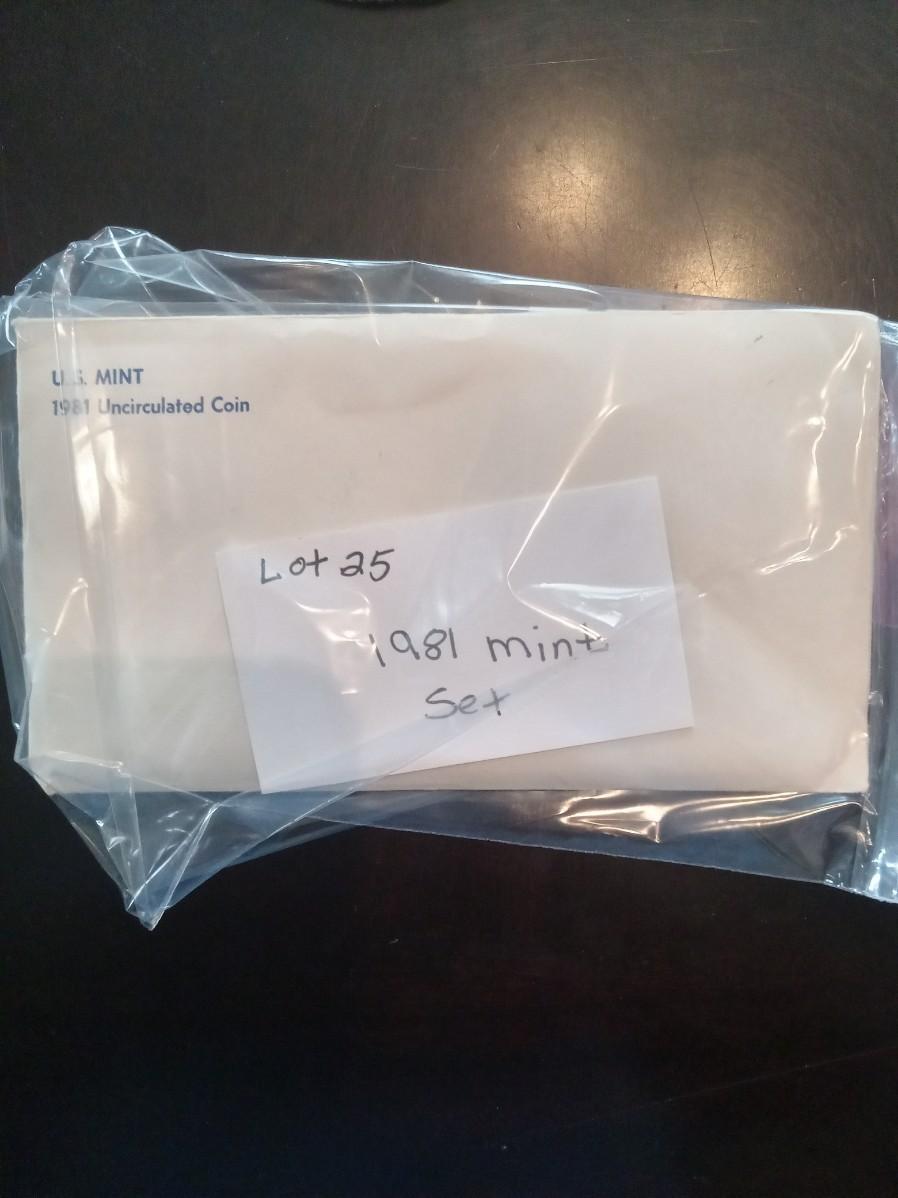 U.S. MINT
1981 Uncirculated Coin
Lot 25
1981 mint
Set